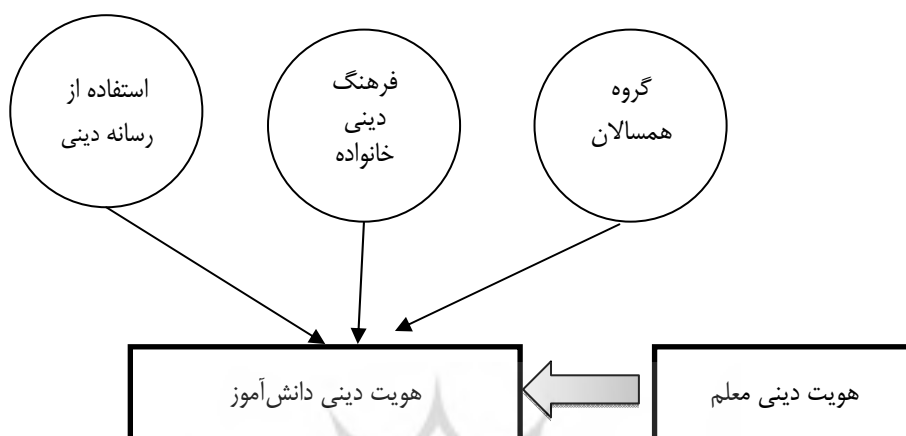 گروه
همسالان
فرهنگ
دینی
خانواده
استفاده از
رسانه دینی
هویت دینی معلم
هویت دینی دانش‌آموز